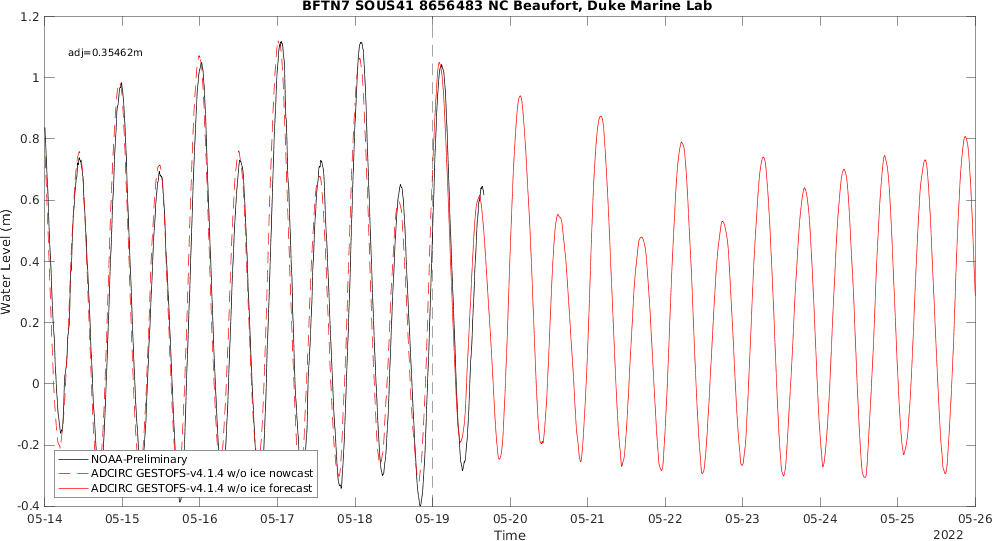 BFTN7 SOUS41 8656483 NC Beaufort, Duke Marine Lab
adj=0.35462m
1.2
1
0.8
0.6
0.4
0.2
0
-0.2
-0.4
Water Level (m)
NOAA-Preliminary
ADCIRC GESTOFS-v4.1.4 w/o ice nowcast
ADCIRC GESTOFS-v4.1.4 w/o ice forecast
05-14 05-15 05-16 05-17 05-18 05-19 05-20 05-21 05-22 05-23 05-24 05-25 05-26
Time
2022